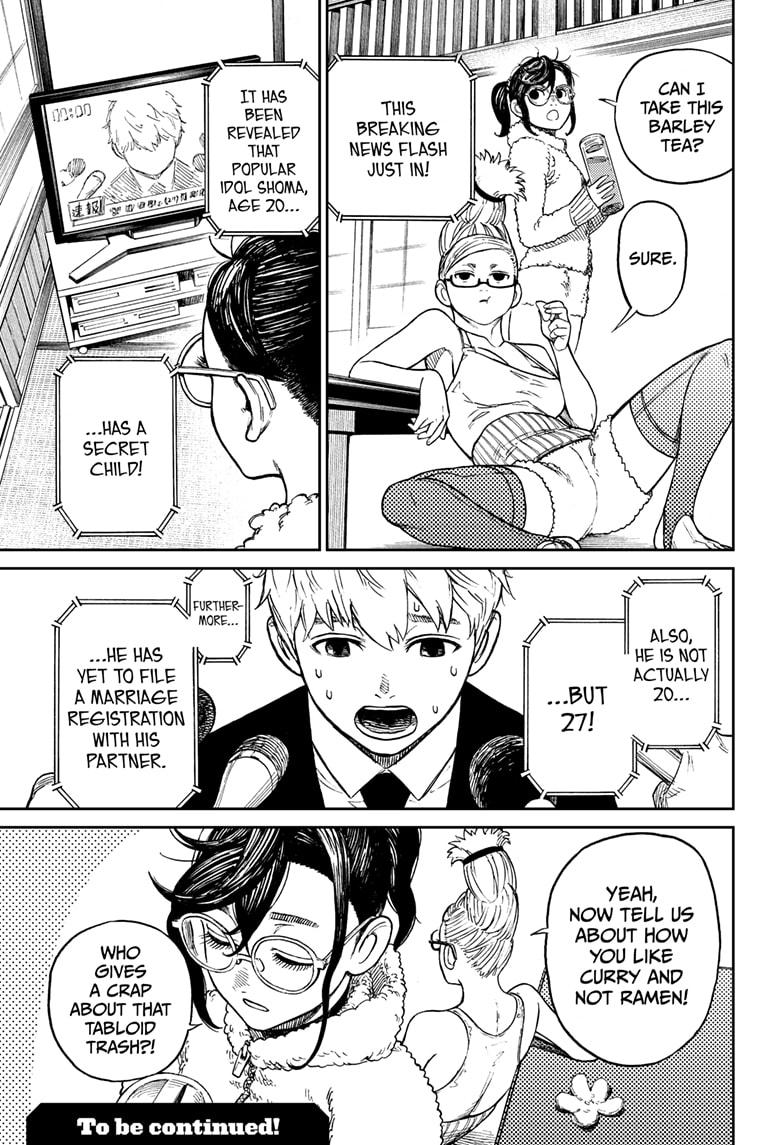 CAN I
TAKE THIS
BARLEY
TEA?
SURE.
THIS
BREAKING
NEWS FLASH
JUST IN!
IT HAS
BEEN
REVEALED
THAT
POPULAR
IDOL SHOMA,
AGE 20...
速報!
...HAS A
SECRET
CHILD!
ALSO,
HE IS NOT
ACTUALLY
20...
...BUT
27!
FURTHER-
MORE...
...HE HAS
YET TO FILE
A MARRIAGE
REGISTRATION
WITH HIS
PARTNER.
YEAH,
NOW TELL US
ABOUT HOW
YOU LIKE
CURRY AND
NOT RAMEN!
WHO
GIVES
A CRAP
ABOUT THAT
TABLOID
TRASH?!
To be continued!